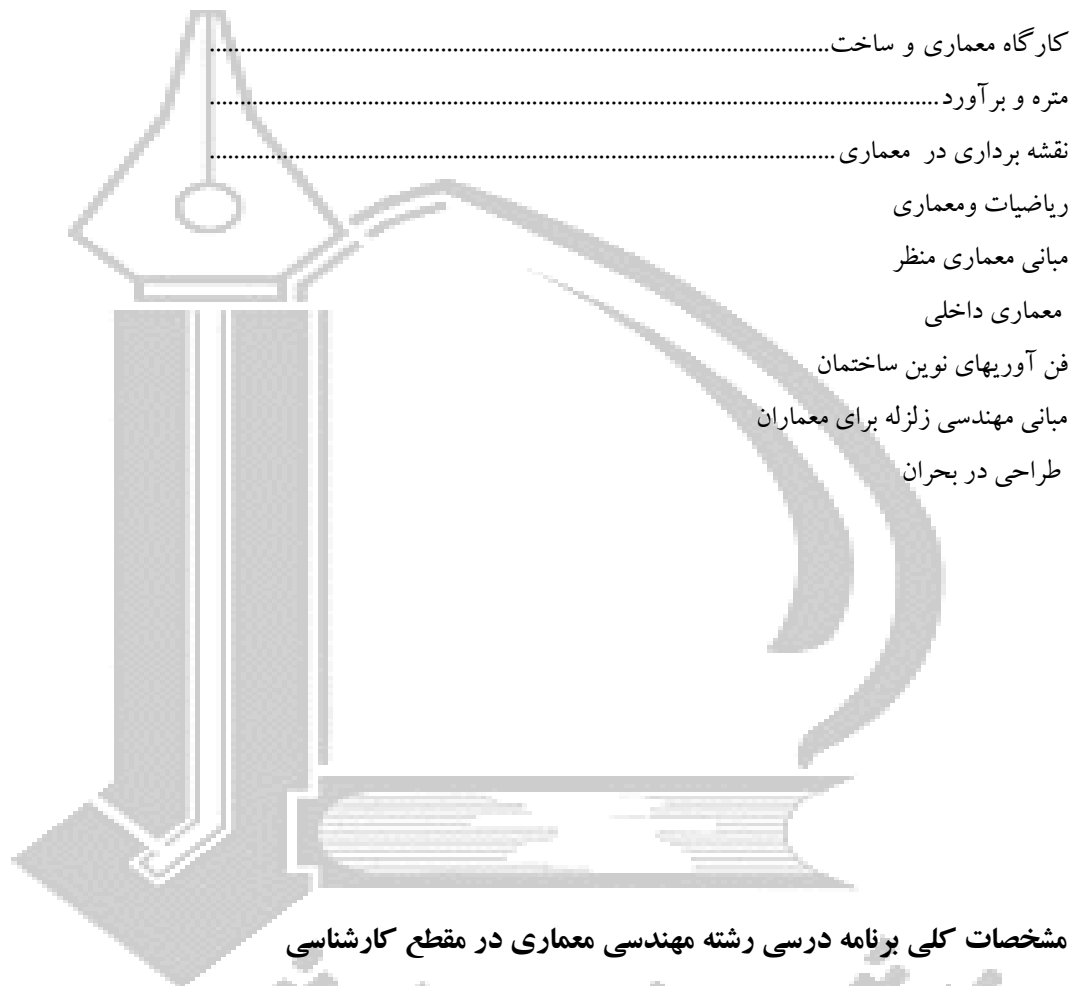 کارگاه معماری و ساخت........................................................................................................
متره و برآورد..........................................................................................................................
نقشه برداری در معماری........................................................................................................
ریاضیات ومعماری
مبانی معماری منظر
معماری داخلی
فن آوریهای نوین ساختمان
مبانی مهندسی زلزله برای معماران
طراحی در بحران
مشخصات کلی برنامه درسی رشته مهندسی معماری در مقطع کارشناسی